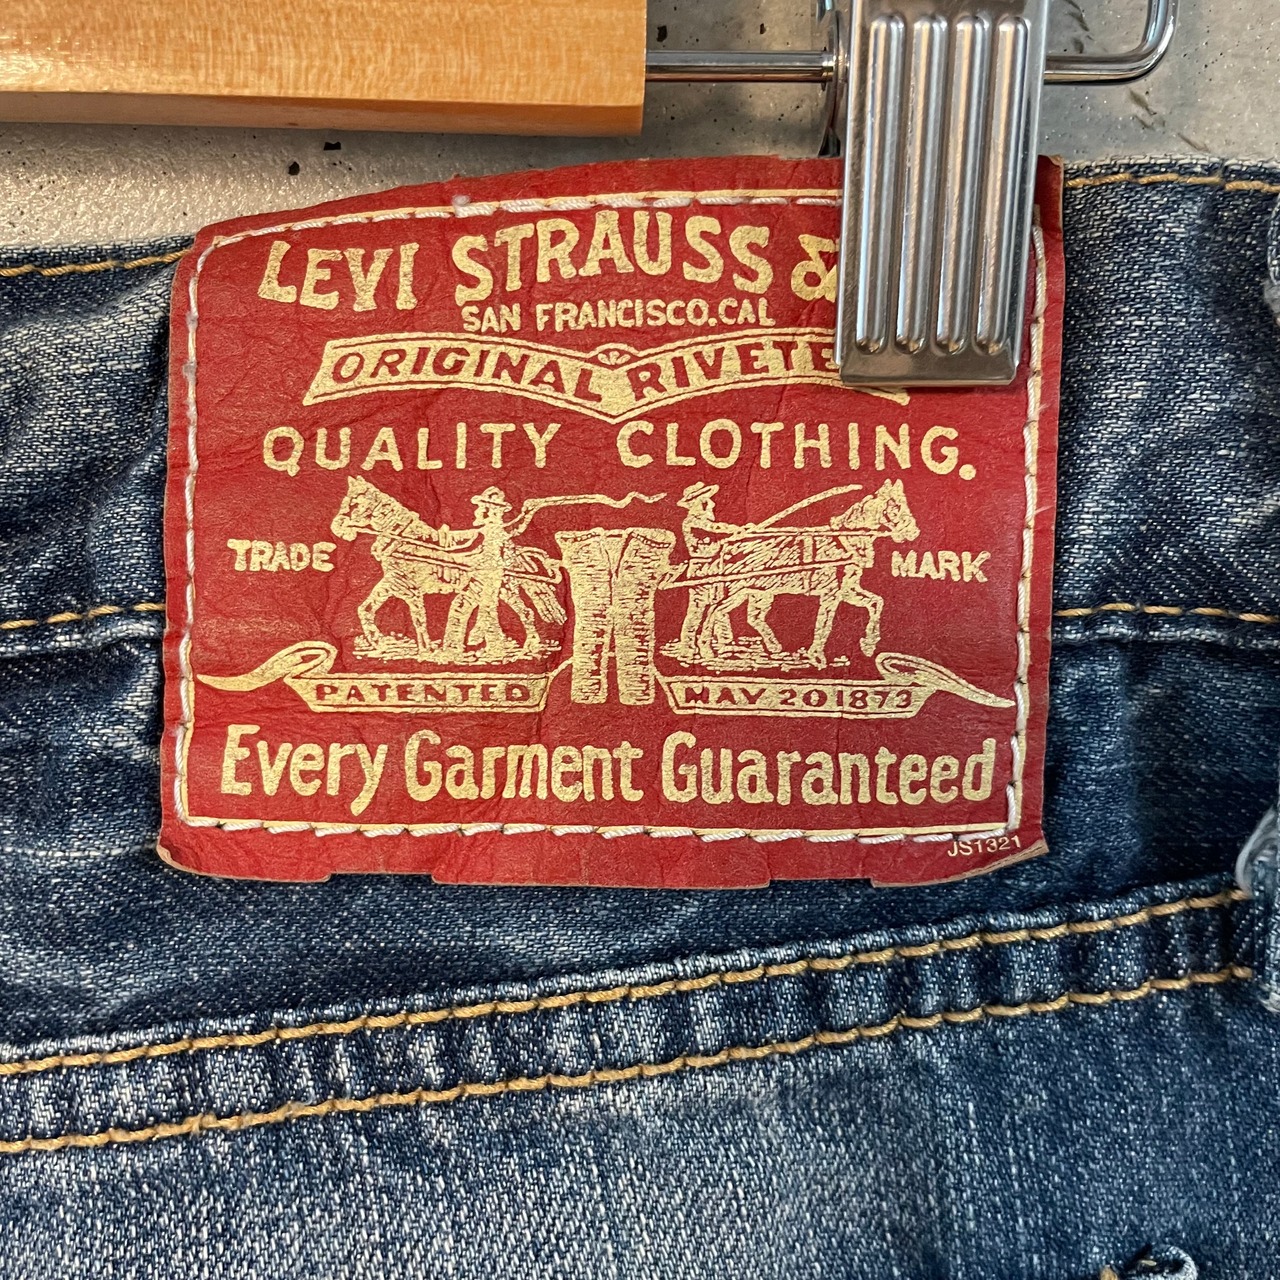 LEVI STRAUSS &
SAN FRANCISCO.CAL
ORIGINAL RIVETE
QUALITY CLOTHING.
TRADE MARK
PATENTED MAY 20 1873
Every Garment Guaranteed
JS1321